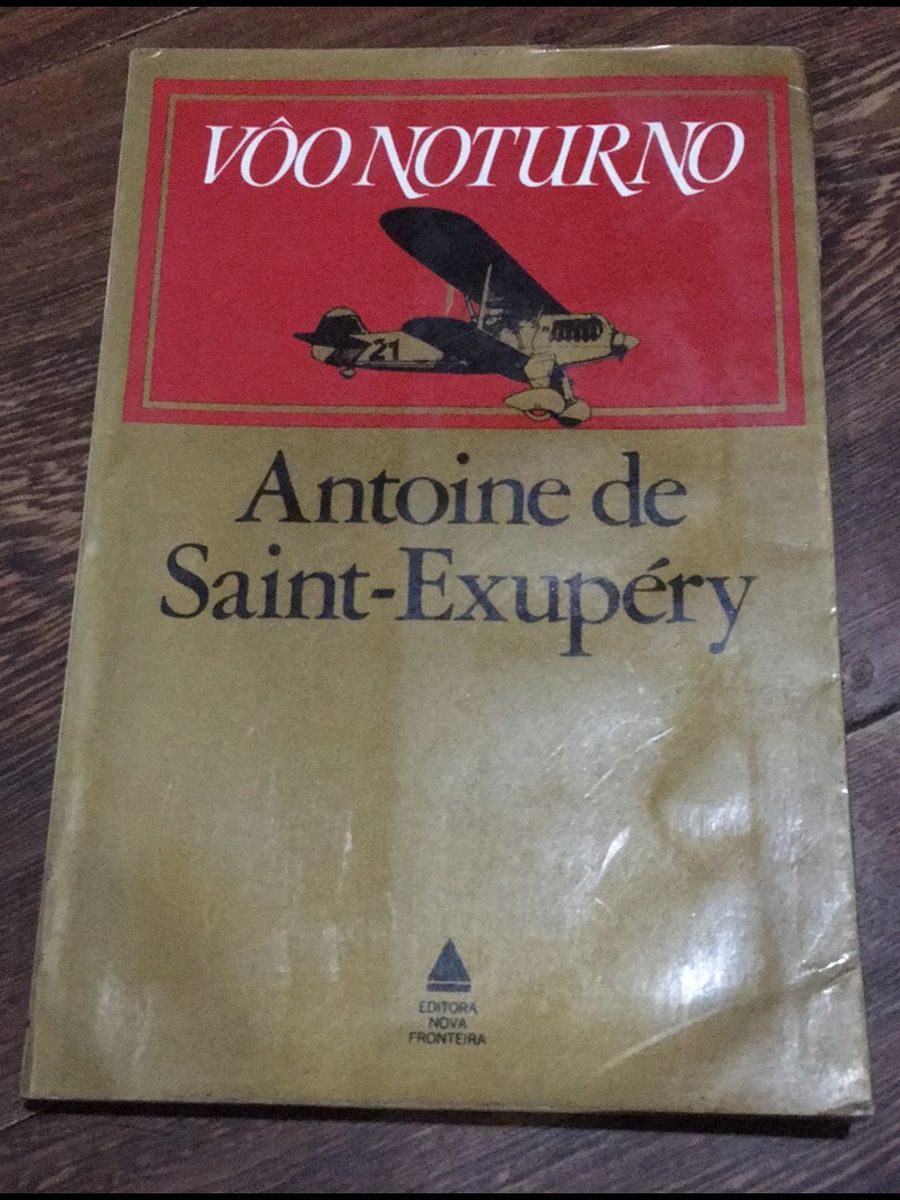 VÔO NOTURNO
21
Antoine de
Saint-Exupéry
EDITORA
NOVA
FRONTEIRA